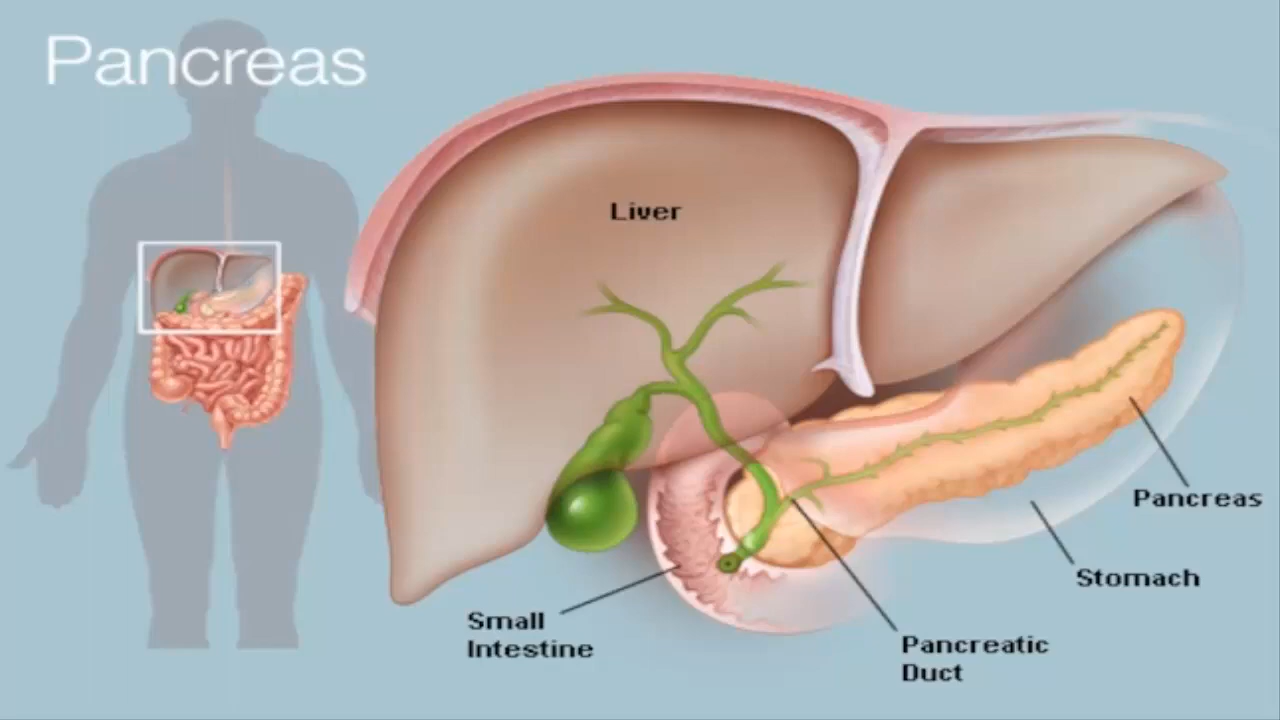 Pancreas
Liver
Pancreas
Stomach
Small
Intestine
Pancreatic
Duct